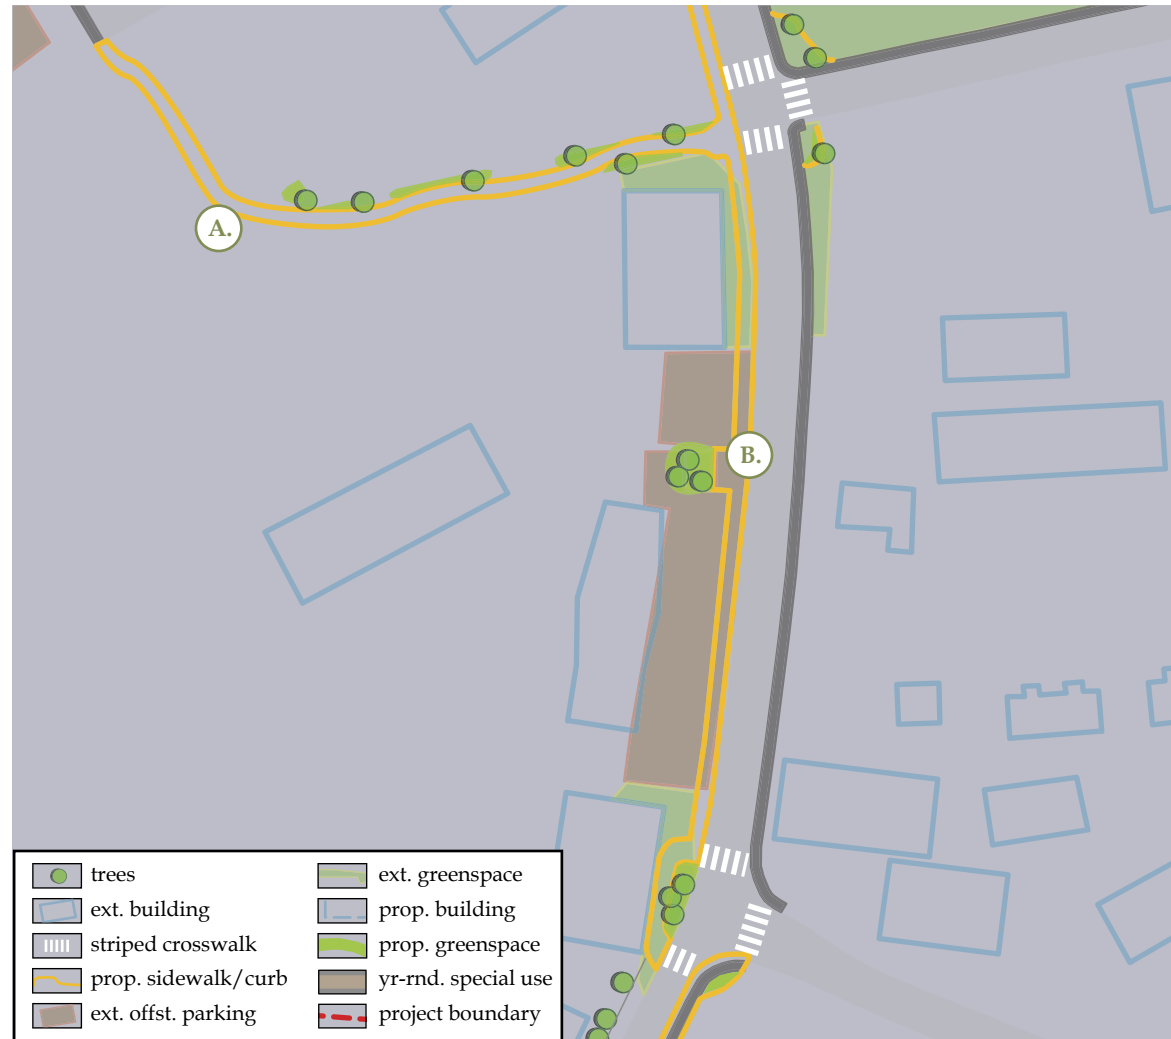 A.
B.
trees
ext. building
striped crosswalk
prop. sidewalk/curb
ext. offst. parking
ext. greenspace
prop. building
prop. greenspace
yr-rnd. special use
project boundary